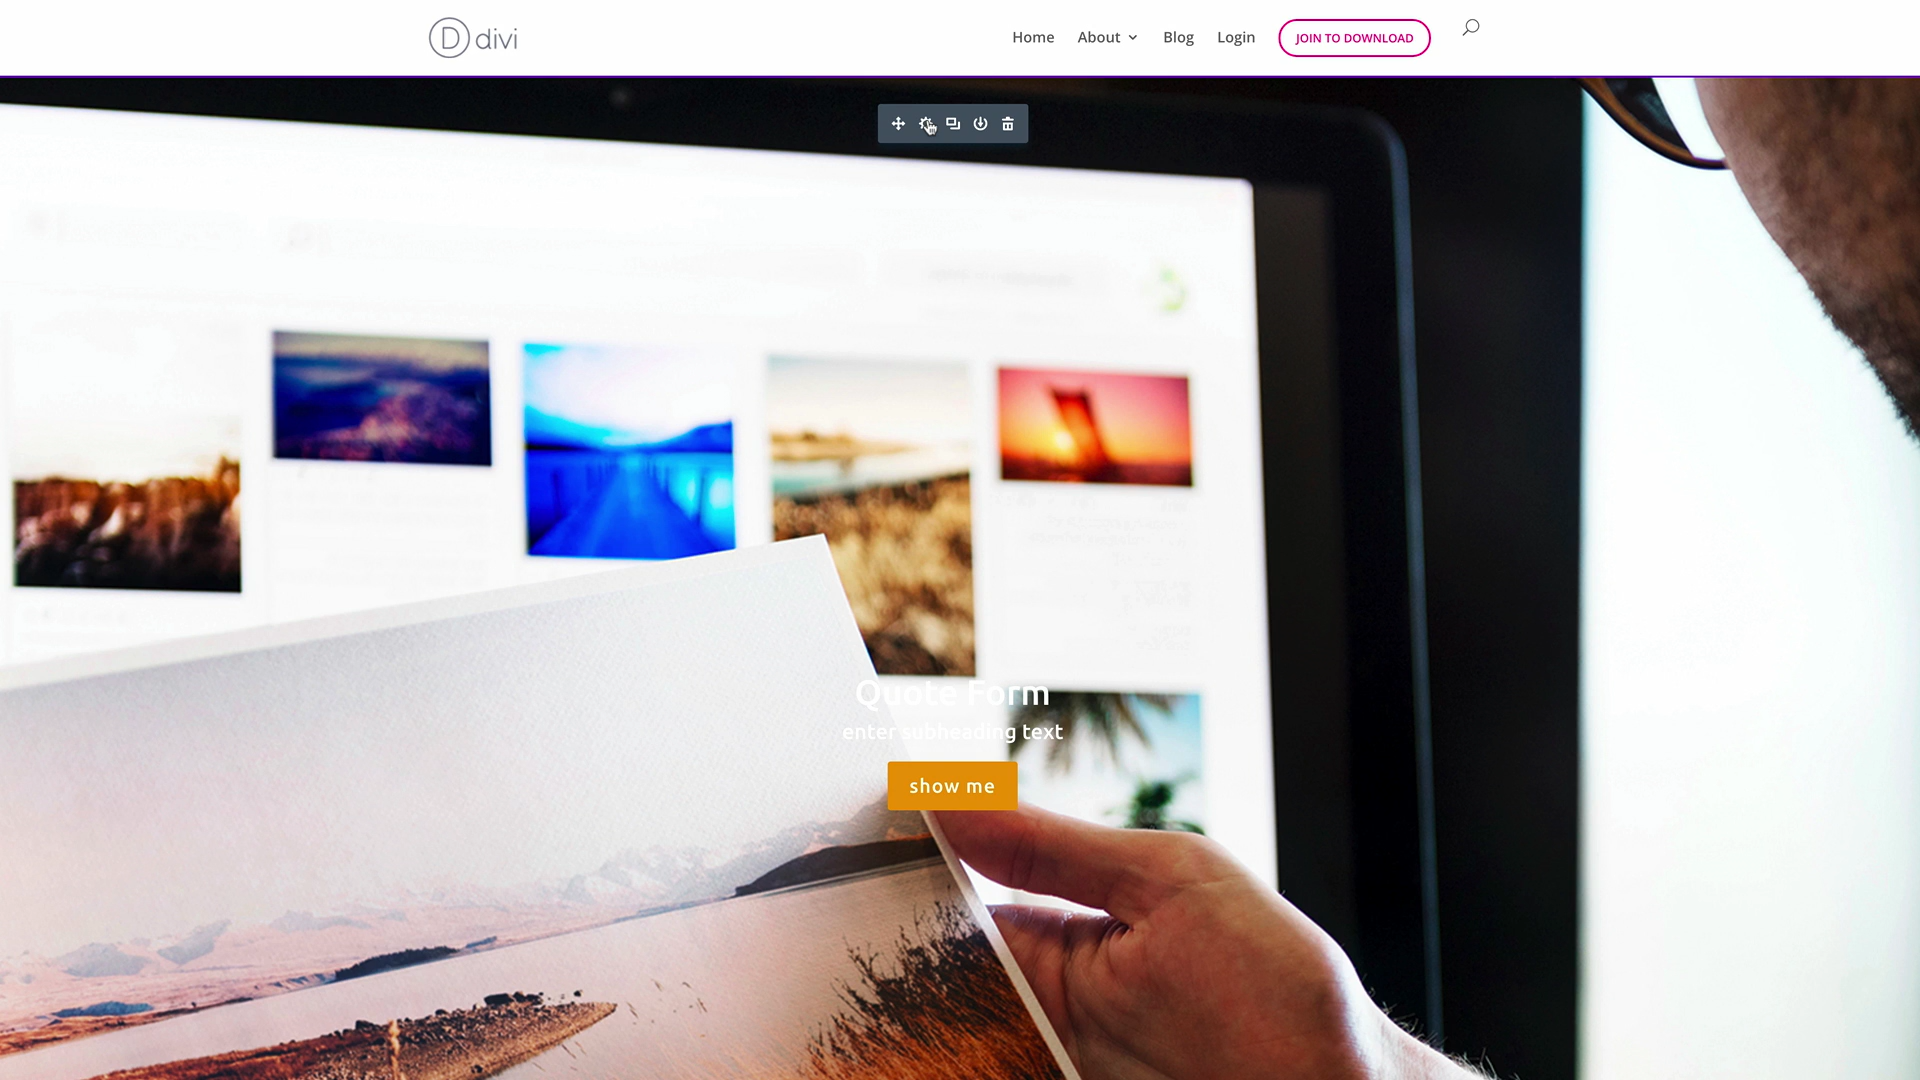 divi
Home
About
Blog
Login
JOIN TO DOWNLOAD
Quote Form
enter subheading text
show me